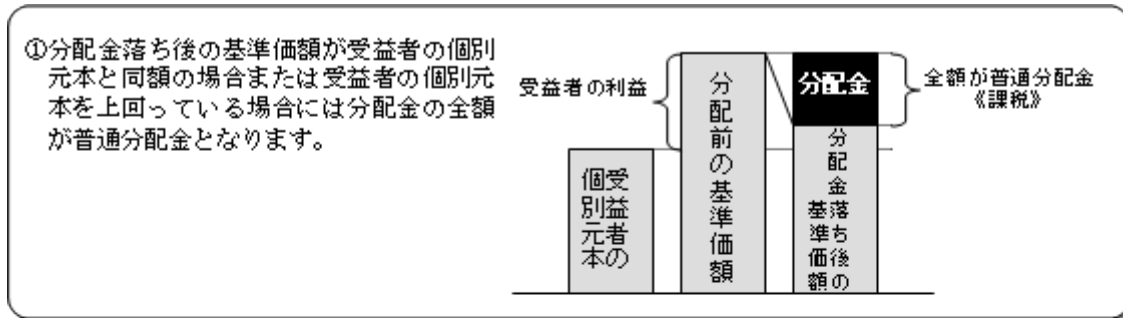 ①分配金落ち後の基準価額が受益者の個別
元本と同額の場合または受益者の個別元
本を上回っている場合には分配金の全額
が普通分配金となります。
受益者の利益
受益者の
個別元本
分配前の基準価額
分配金
分配金落ち後の
基準価額
全額が普通分配金
《課税》